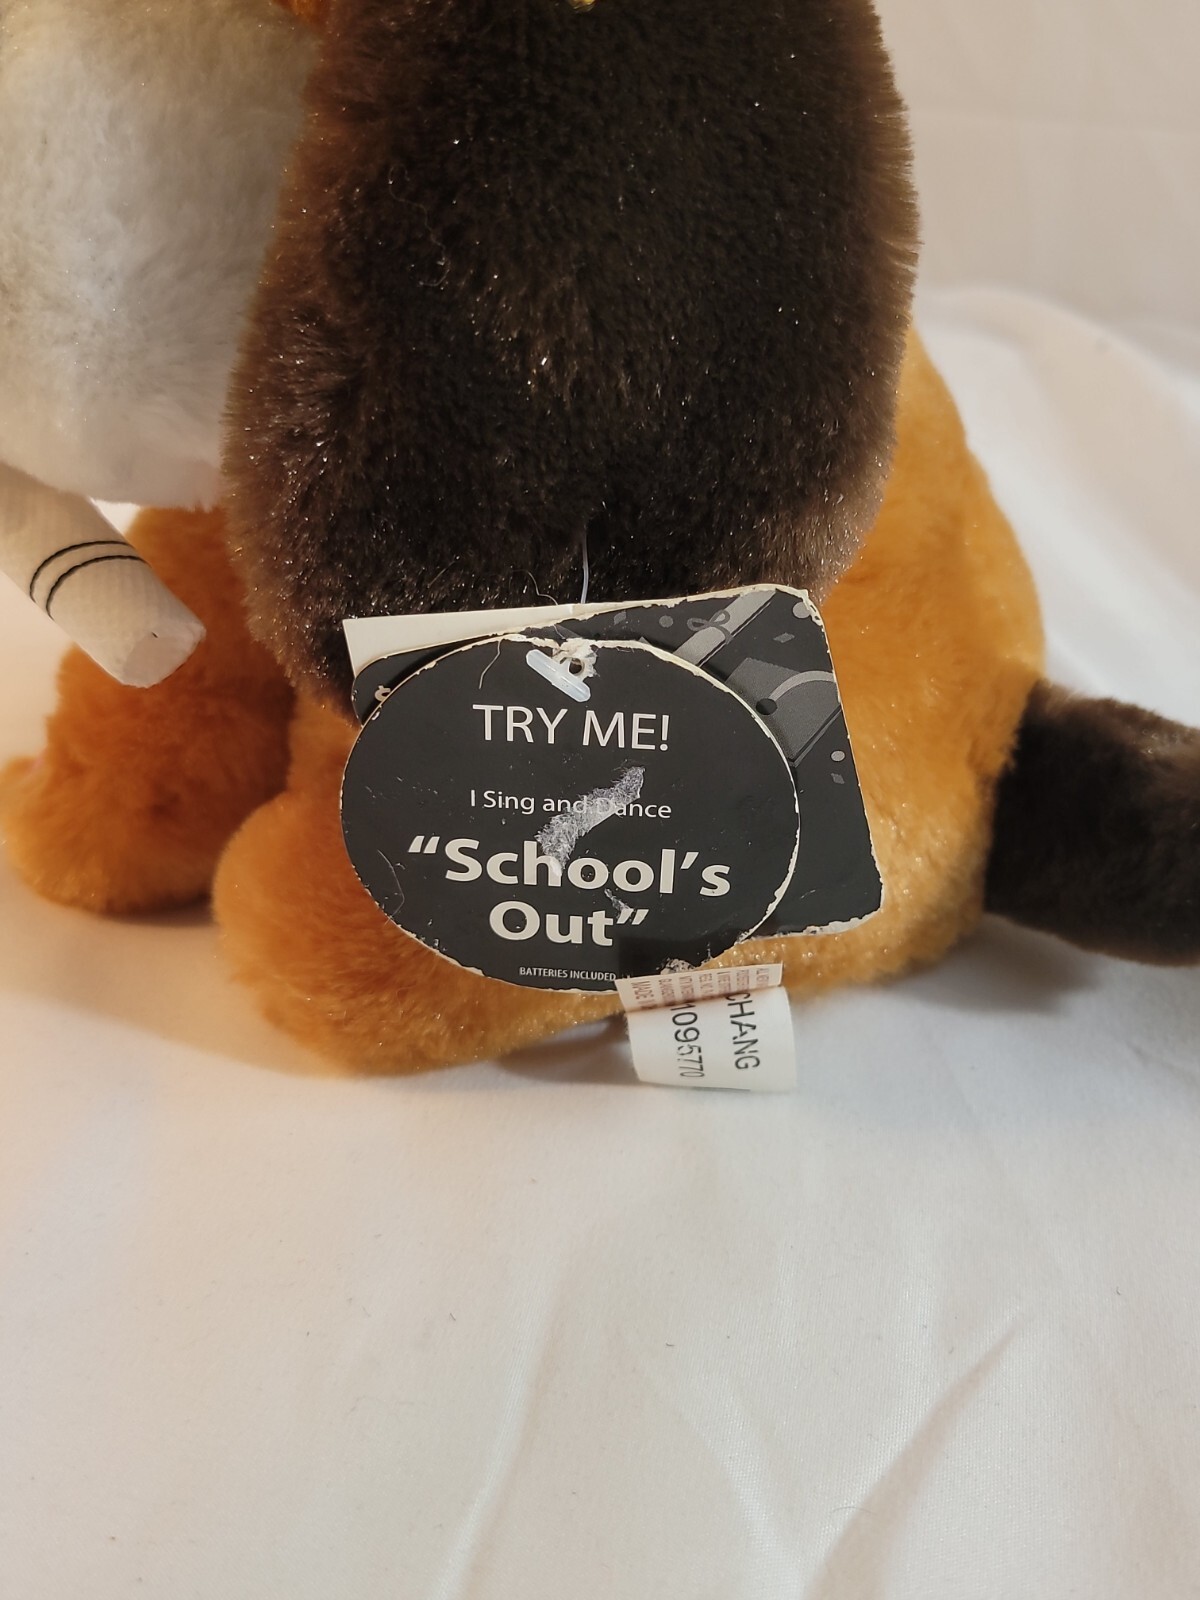 TRY ME!
I Sing and Dance
“School’s
Out”
BATTERIES INCLUDED
CHANG
1095770